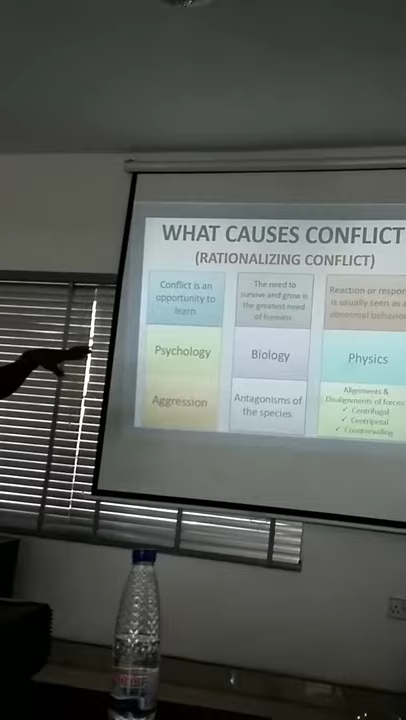 WHAT CAUSES CONFLICT
(RATIONALIZING CONFLICT)
Conflict is an
opportunity to
learn
The need to
survive and grow is
the greatest need
of humans
Reaction or respon
is usually seen as a
abnormal behavio
Psychology
Biology
Physics
Aggression
Antagonisms of
the species
Alignments &
Disalignments of forces:
✓ Centrifugal
✓ Centripetal
✓ Countervailing